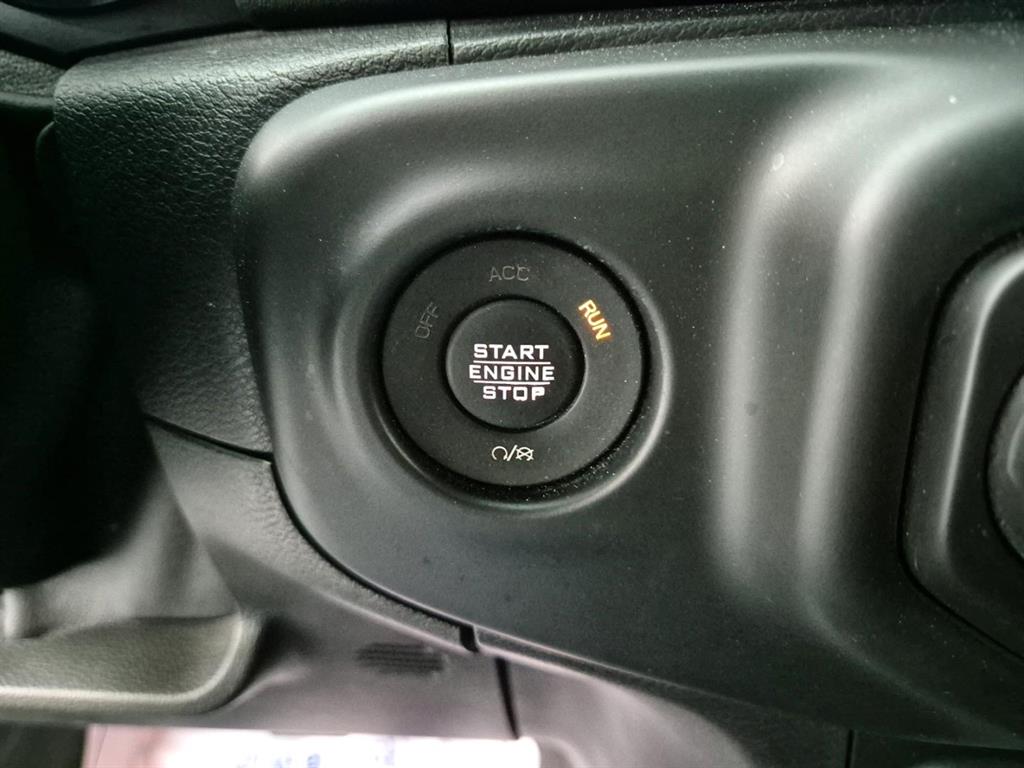 ACC
OFF
RUN
START
ENGINE
STOP